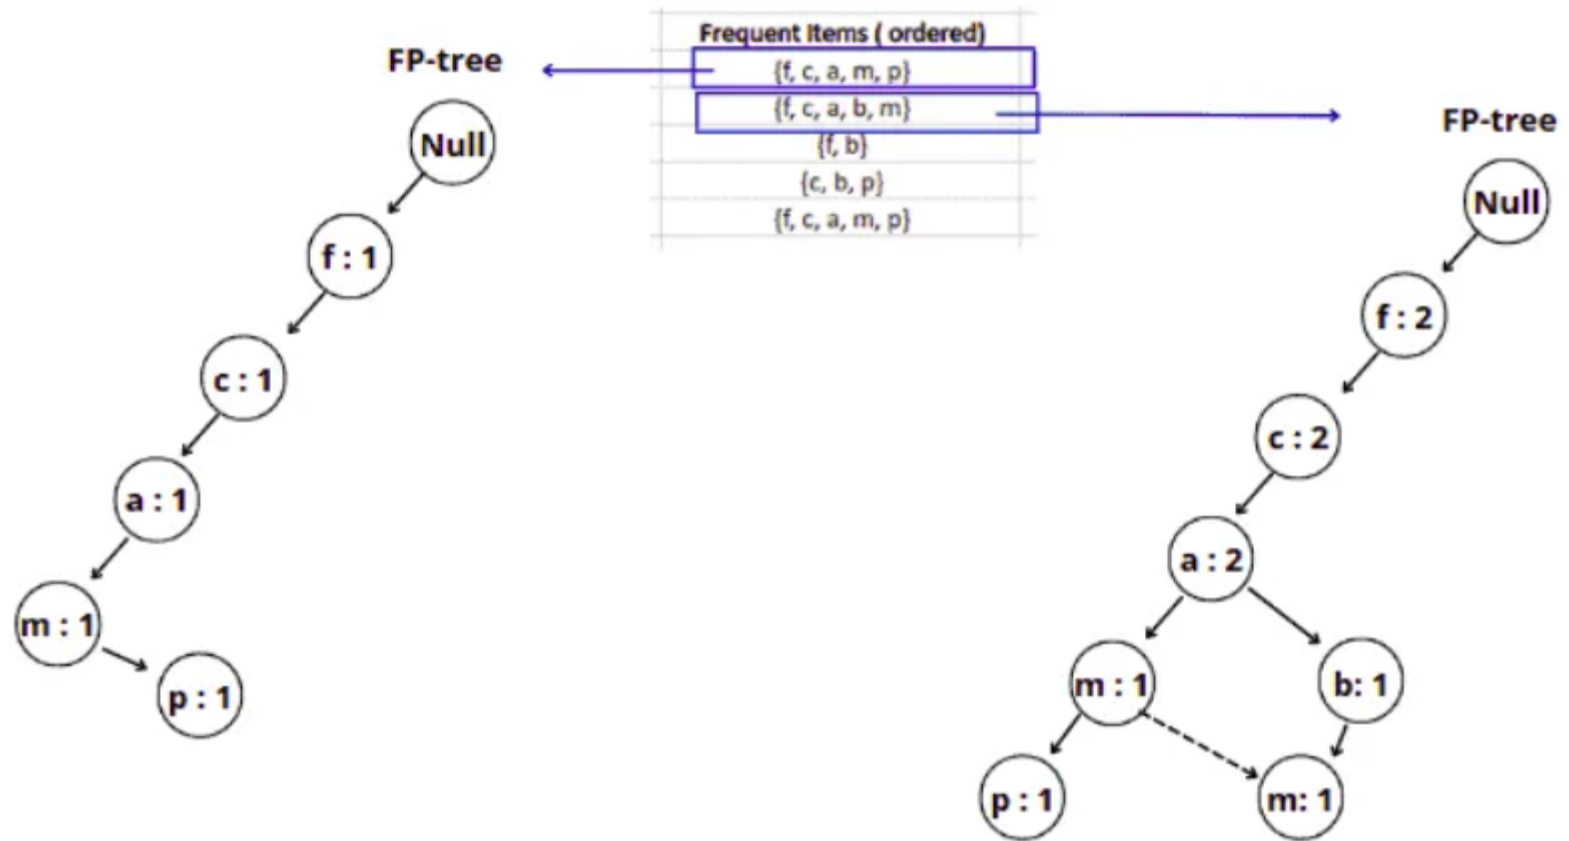 Frequent Items ( ordered)
{f, c, a, m, p}
{f, c, a, b, m}
{f, b}
{c, b, p}
{f, c, a, m, p}
FP-tree
Null
f : 1
c : 1
a : 1
m : 1
p : 1
FP-tree
Null
f : 2
c : 2
a : 2
m : 1
b: 1
p : 1
m: 1